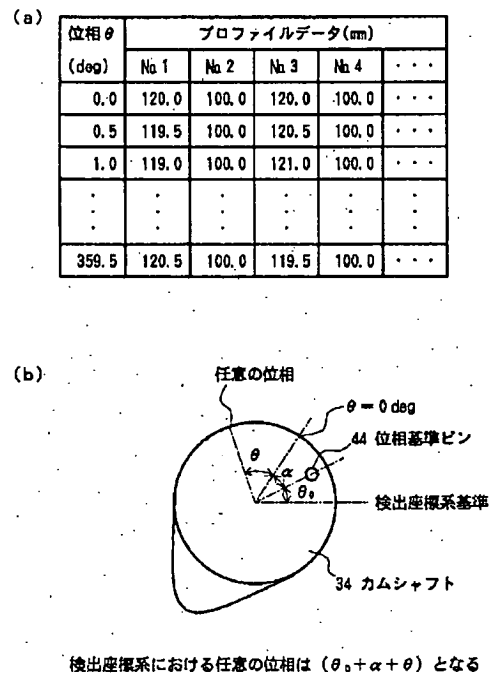 (a)
位相θ プロファイルデータ(mm)
(deg) No.1 No.2 No.3 No.4 ・・・
0.0 120.0 100.0 120.0 100.0 ・・・
0.5 119.5 100.0 120.5 100.0 ・・・
1.0 119.0 100.0 121.0 100.0 ・・・
359.5 120.5 100.0 119.5 100.0 ・・・
(b)
任意の位相
θ=0deg
44 位相基準ピン
θ
α
θ₀
検出座標系基準
34 カムシャフト
検出座標系における任意の位相は(θ₀+α+θ)となる